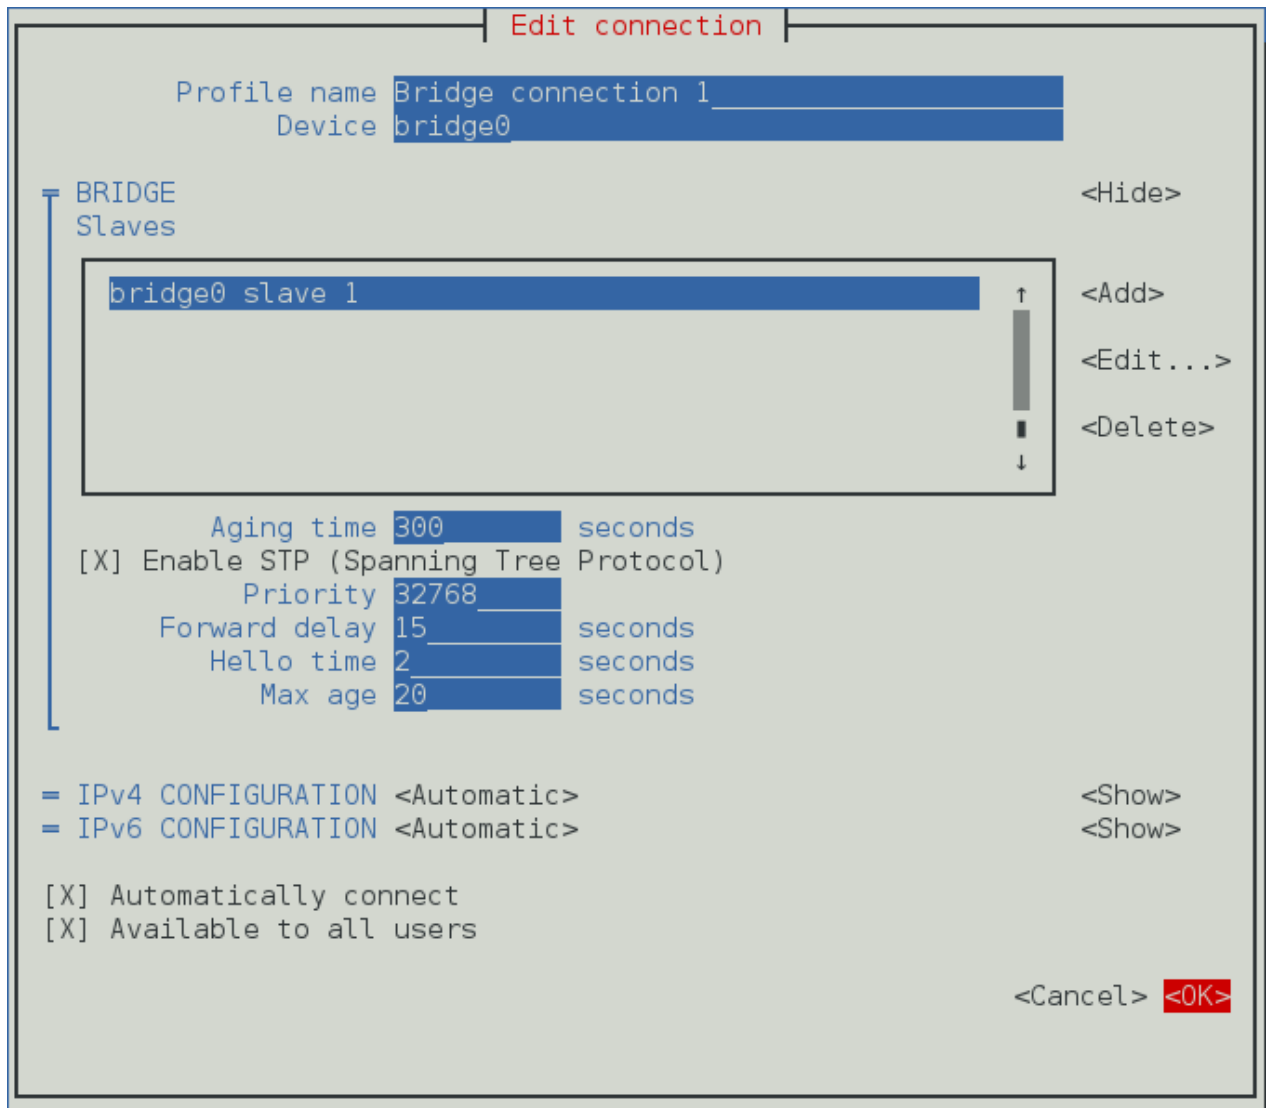 Edit connection
Profile name Bridge connection 1
Device bridge0
BRIDGE <Hide>
Slaves
bridge0 slave 1 ↑ <Add>
<Edit...>
<Delete>
↓
Aging time 300 seconds
[X] Enable STP (Spanning Tree Protocol)
Priority 32768
Forward delay 15 seconds
Hello time 2 seconds
Max age 20 seconds
= IPv4 CONFIGURATION <Automatic> <Show>
= IPv6 CONFIGURATION <Automatic> <Show>
[X] Automatically connect
[X] Available to all users
<Cancel> <OK>